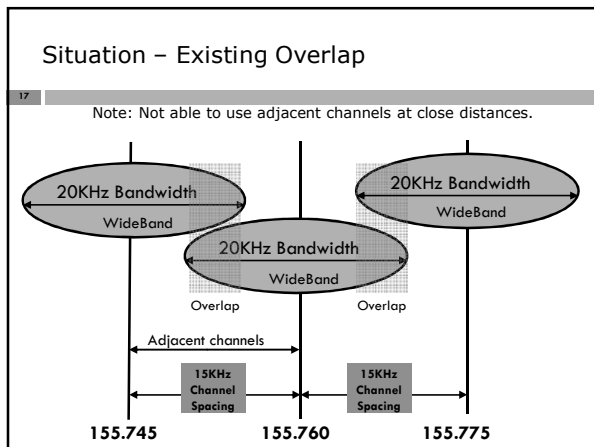 Situation – Existing Overlap
17
Note: Not able to use adjacent channels at close distances.
20KHz Bandwidth
WideBand
20KHz Bandwidth
WideBand
20KHz Bandwidth
WideBand
Overlap
Overlap
Adjacent channels
15KHz
Channel
Spacing
15KHz
Channel
Spacing
155.745
155.760
155.775